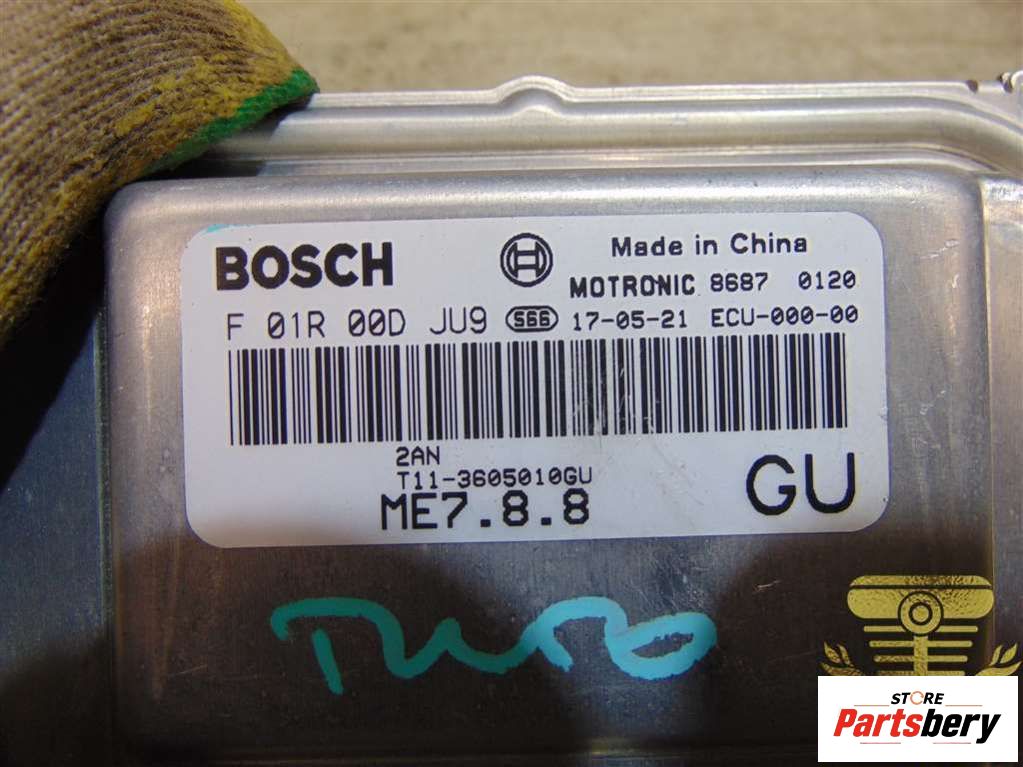 BOSCH
Made in China
MOTRONIC 8687 0120
F 01R 00D JU9 S66 17-05-21 ECU-000-00
2AN
T11-3605010GU
ME7.8.8
GU
STORE
Partsbery